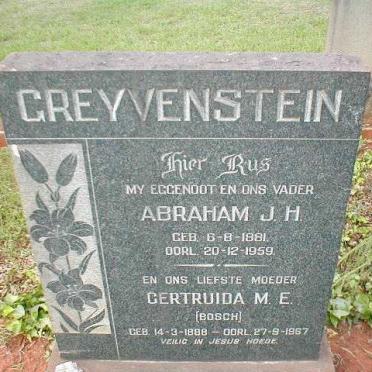 GREYVENSTEIN
Hier Rus
MY EGGENOOT EN ONS VADER
ABRAHAM J. H.
GEB. 6-8-1881.
OORL. 20-12-1959.
EN ONS LIEFSTE MOEDER
GERTRUIDA M. E.
(BOSCH)
GEB. 14-3-1888 - OORL. 27-9-1967
VEILIG IN JESUS HOEDE.